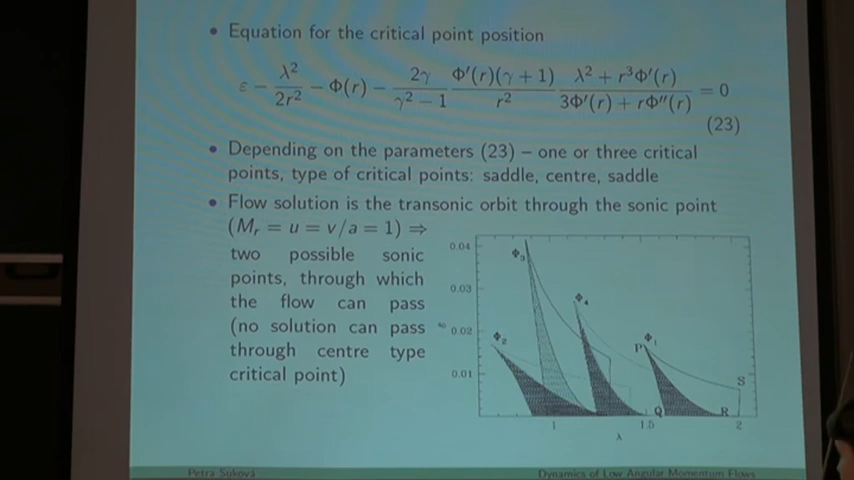 • Equation for the critical point position
ε − λ²/2r² − Φ(r) − 2γ/γ² − 1 Φ′(r)(γ + 1)/r² λ² + r³Φ′(r)/3Φ′(r) + rΦ″(r) = 0
(23)
• Depending on the parameters (23) – one or three critical
points, type of critical points: saddle, centre, saddle
• Flow solution is the transonic orbit through the sonic point
(Mr = u = v/a = 1) ⇒
two possible sonic
points, through which
the flow can pass
(no solution can pass
through centre type
critical point)
0.04
0.03
0.02
0.01
Φ3
Φ4
Φ2
Φ1
P
S
Q
R
1
1.5
2
λ
Petra Suková
Dynamics of Low Angular Momentum Flows